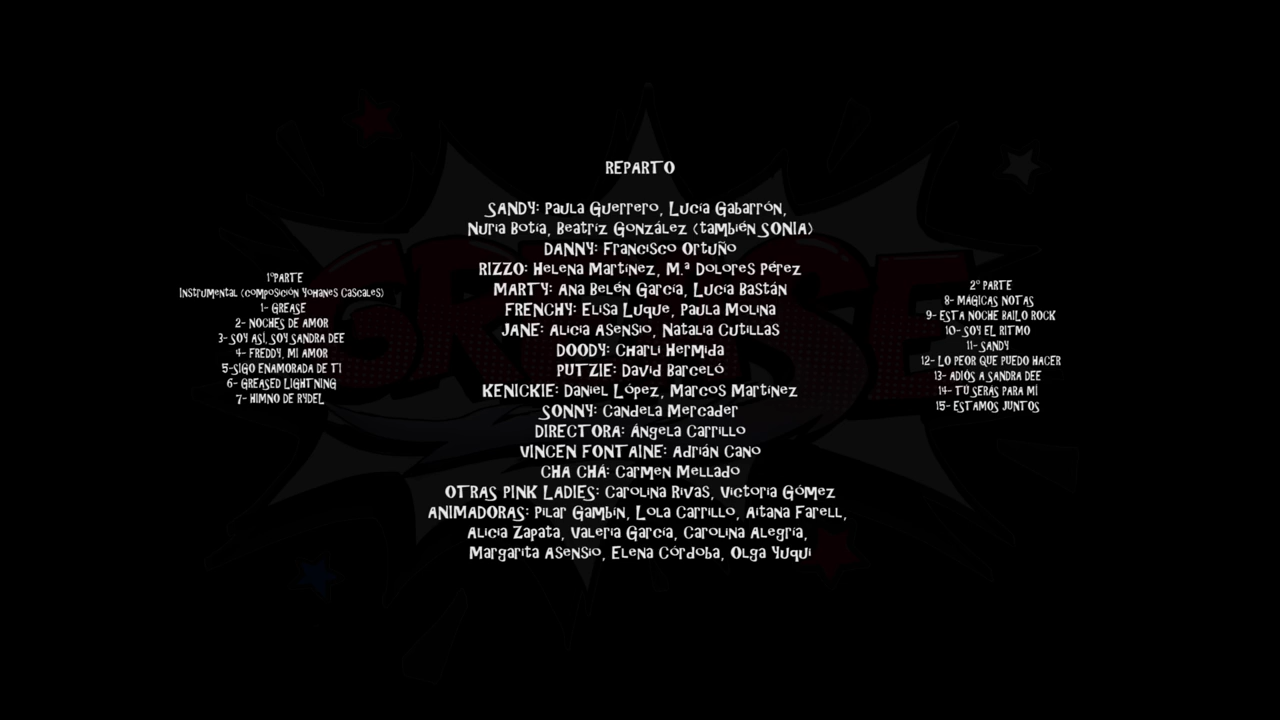 REPARTO
SANDY: Paula Guerrero, Lucía Gabarrón,
Nuria Botía, Beatriz González (también SONIA)
DANNY: Francisco Ortuño
RIZZO: Helena Martínez, M.ª Dolores Pérez
MARTY: Ana Belén García, Lucía Bastán
FRENCHY: Elisa Luque, Paula Molina
JANE: Alicia Asensio, Natalia Cutillas
DOODY: Charli Hermida
PUTZIE: David Barceló
KENICKIE: Daniel López, Marcos Martínez
SONNY: Candela Mercader
DIRECTORA: Ángela Carrillo
VINCEN FONTAINE: Adrián Cano
CHA CHÁ: Carmen Mellado
OTRAS PINK LADIES: Carolina Rivas, Victoria Gómez
ANIMADORAS: Pilar Gambín, Lola Carrillo, Aitana Farell,
Alicia Zapata, Valeria García, Carolina Alegría,
Margarita Asensio, Elena Córdoba, Olga Yuqui
1ºPARTE
Instrumental (composición Yohanes Cascales)
1- GREASE
2- NOCHES DE AMOR
3- SOY ASÍ, SOY SANDRA DEE
4- FREDDY, MI AMOR
5-SIGO ENAMORADA DE TI
6- GREASED LIGHTNING
7- HIMNO DE RYDEL
2º PARTE
8- MÁGICAS NOTAS
9- ESTA NOCHE BAILO ROCK
10- SOY EL RITMO
11- SANDY
12- LO PEOR QUE PUEDO HACER
13- ADIÓS A SANDRA DEE
14- TÚ SERÁS PARA MÍ
15- ESTAMOS JUNTOS
GREASE